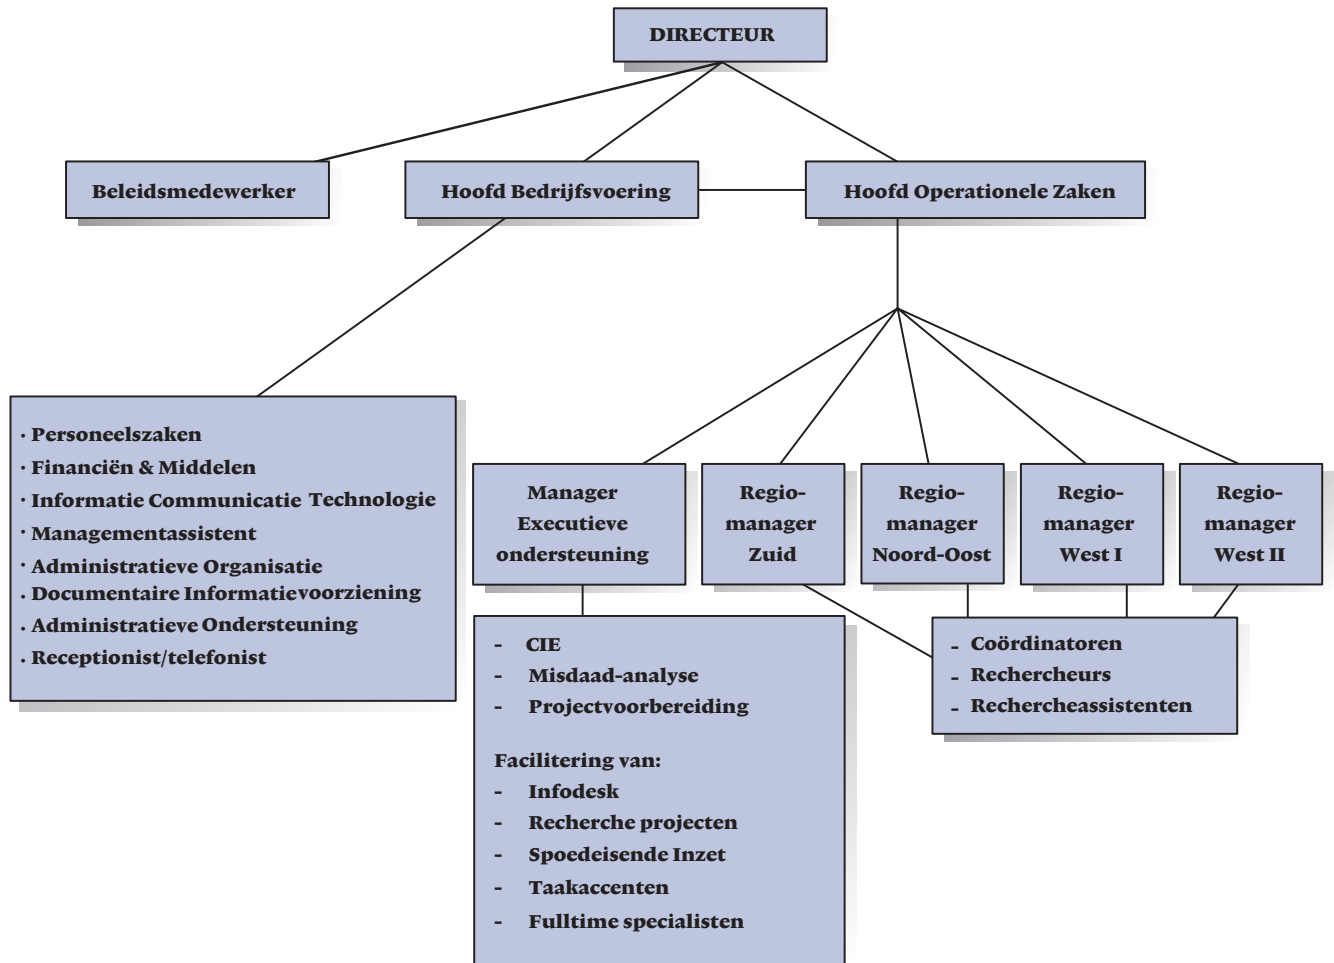 DIRECTEUR
Beleidsmedewerker
Hoofd Bedrijfsvoering
Hoofd Operationele Zaken
· Personeelszaken
· Financiën & Middelen
· Informatie Communicatie Technologie
· Managementassistent
· Administratieve Organisatie
. Documentaire Informatievoorziening
. Administratieve Ondersteuning
. Receptionist/telefonist
Manager
Executieve
ondersteuning
Regio-
manager
Zuid
Regio-
manager
Noord-Oost
Regio-
manager
West I
Regio-
manager
West II
- CIE
- Misdaad-analyse
- Projectvoorbereiding
Facilitering van:
- Infodesk
- Recherche projecten
- Spoedeisende Inzet
- Taakaccenten
- Fulltime specialisten
- Coördinatoren
- Rechercheurs
- Rechercheassistenten